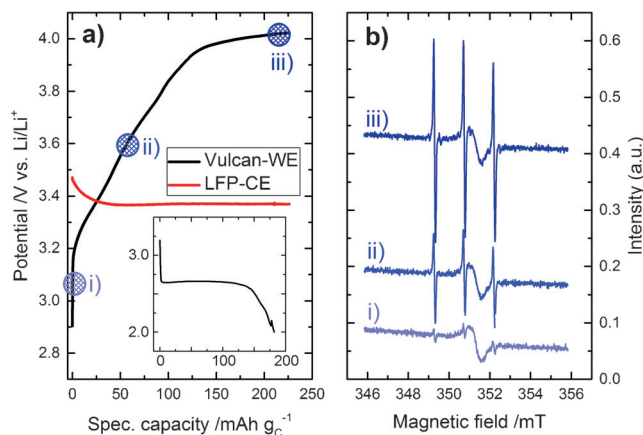 a)
Potential /V vs. Li/Li⁺
4.0
3.8
3.6
3.4
3.2
3.0
2.8
iii)
ii)
i)
Vulcan-WE
LFP-CE
3.0
2.0
0 100 200
0 50 100 150 200 250
Spec. capacity /mAh g_C⁻¹
b)
iii)
ii)
i)
0.6
0.5
0.4
0.3
0.2
0.1
0.0
Intensity (a.u.)
346 348 350 352 354 356
Magnetic field /mT